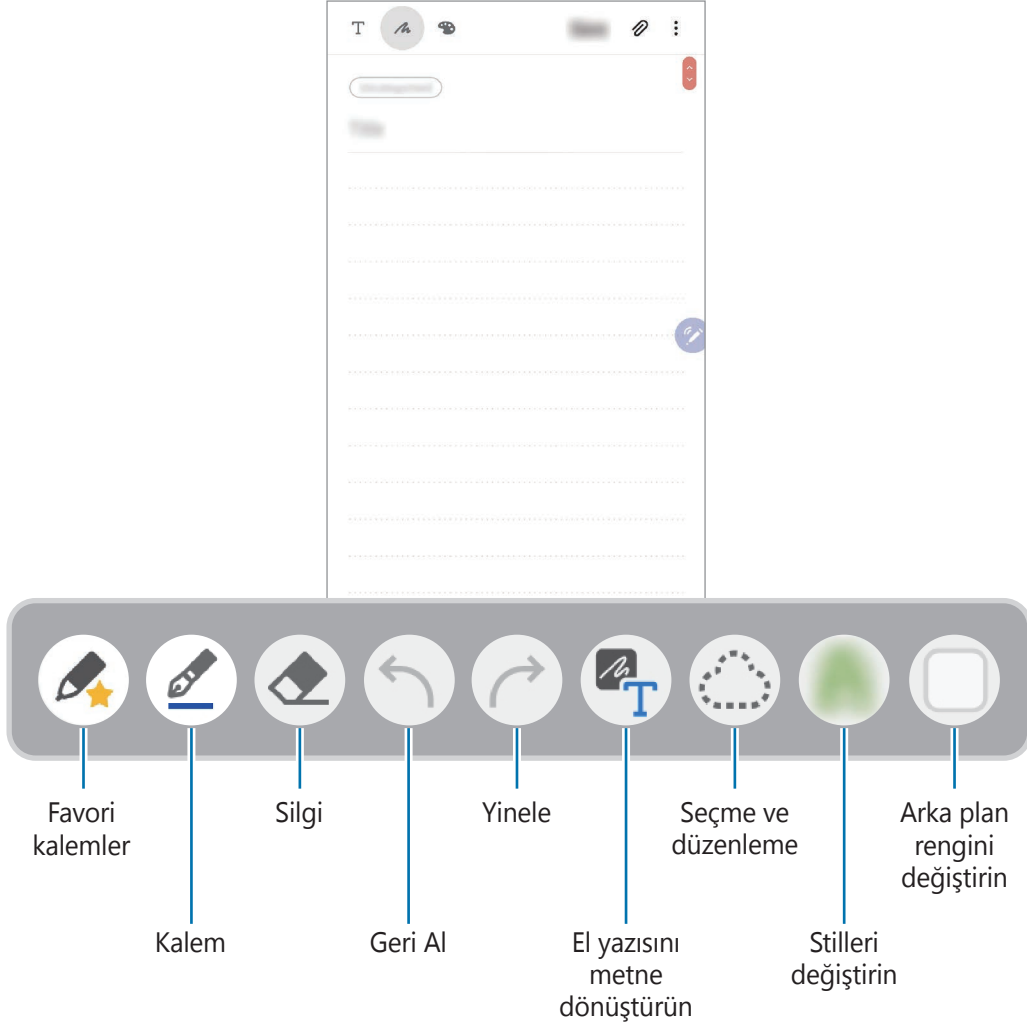 T
T
Favori
kalemler
Kalem
Silgi
Geri Al
Yinele
El yazısını
metne
dönüştürün
Seçme ve
düzenleme
Stilleri
değiştirin
Arka plan
rengini
değiştirin